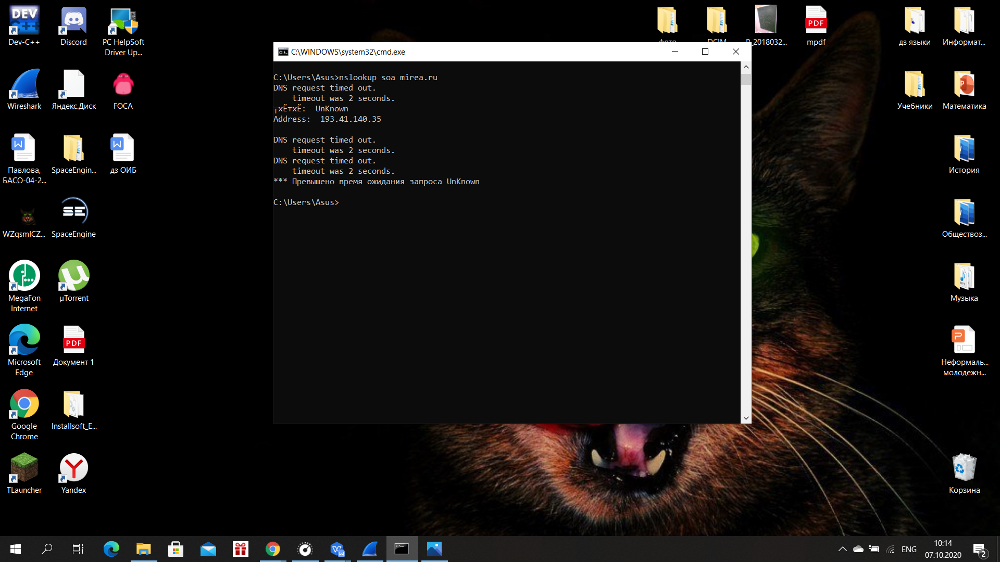 Dev-C++
Discord
PC HelpSoft
Driver Up...
Wireshark
Яндекс.Диск
FOCA
Павлова,
БАСО-04-2...
SpaceEngin...
дз ОИБ
WZqsmICZ...
SpaceEngine
MegaFon
Internet
µTorrent
Microsoft
Edge
PDF
Документ 1
Google
Chrome
Installsoft_E...
TLauncher
Yandex
C:\WINDOWS\system32\cmd.exe
C:\Users\Asus>nslookup soa mirea.ru
DNS request timed out.
timeout was 2 seconds.
╤хЁтхЁ:  UnKnown
Address:  193.41.140.35
DNS request timed out.
timeout was 2 seconds.
DNS request timed out.
timeout was 2 seconds.
*** Превышено время ожидания запроса UnKnown
C:\Users\Asus>
фото
DCIM
P_2018032...
PDF
mpdf
дз языки
Информат...
Учебники
Математика
История
Обществоз...
Музыка
Неформаль...
молодежн...
Корзина
ENG
10:14
07.10.2020
2